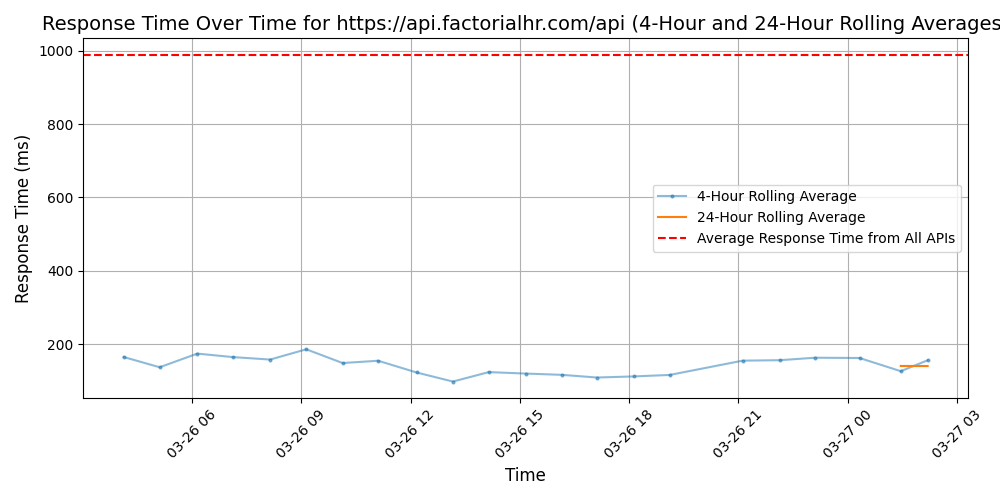 Response Time Over Time for https://api.factorialhr.com/api (4-Hour and 24-Hour Rolling Averages
Response Time (ms)
1000
800
600
400
200
4-Hour Rolling Average
24-Hour Rolling Average
Average Response Time from All APIs
03-26 06
03-26 09
03-26 12
03-26 15
03-26 18
03-26 21
03-27 00
03-27 03
Time